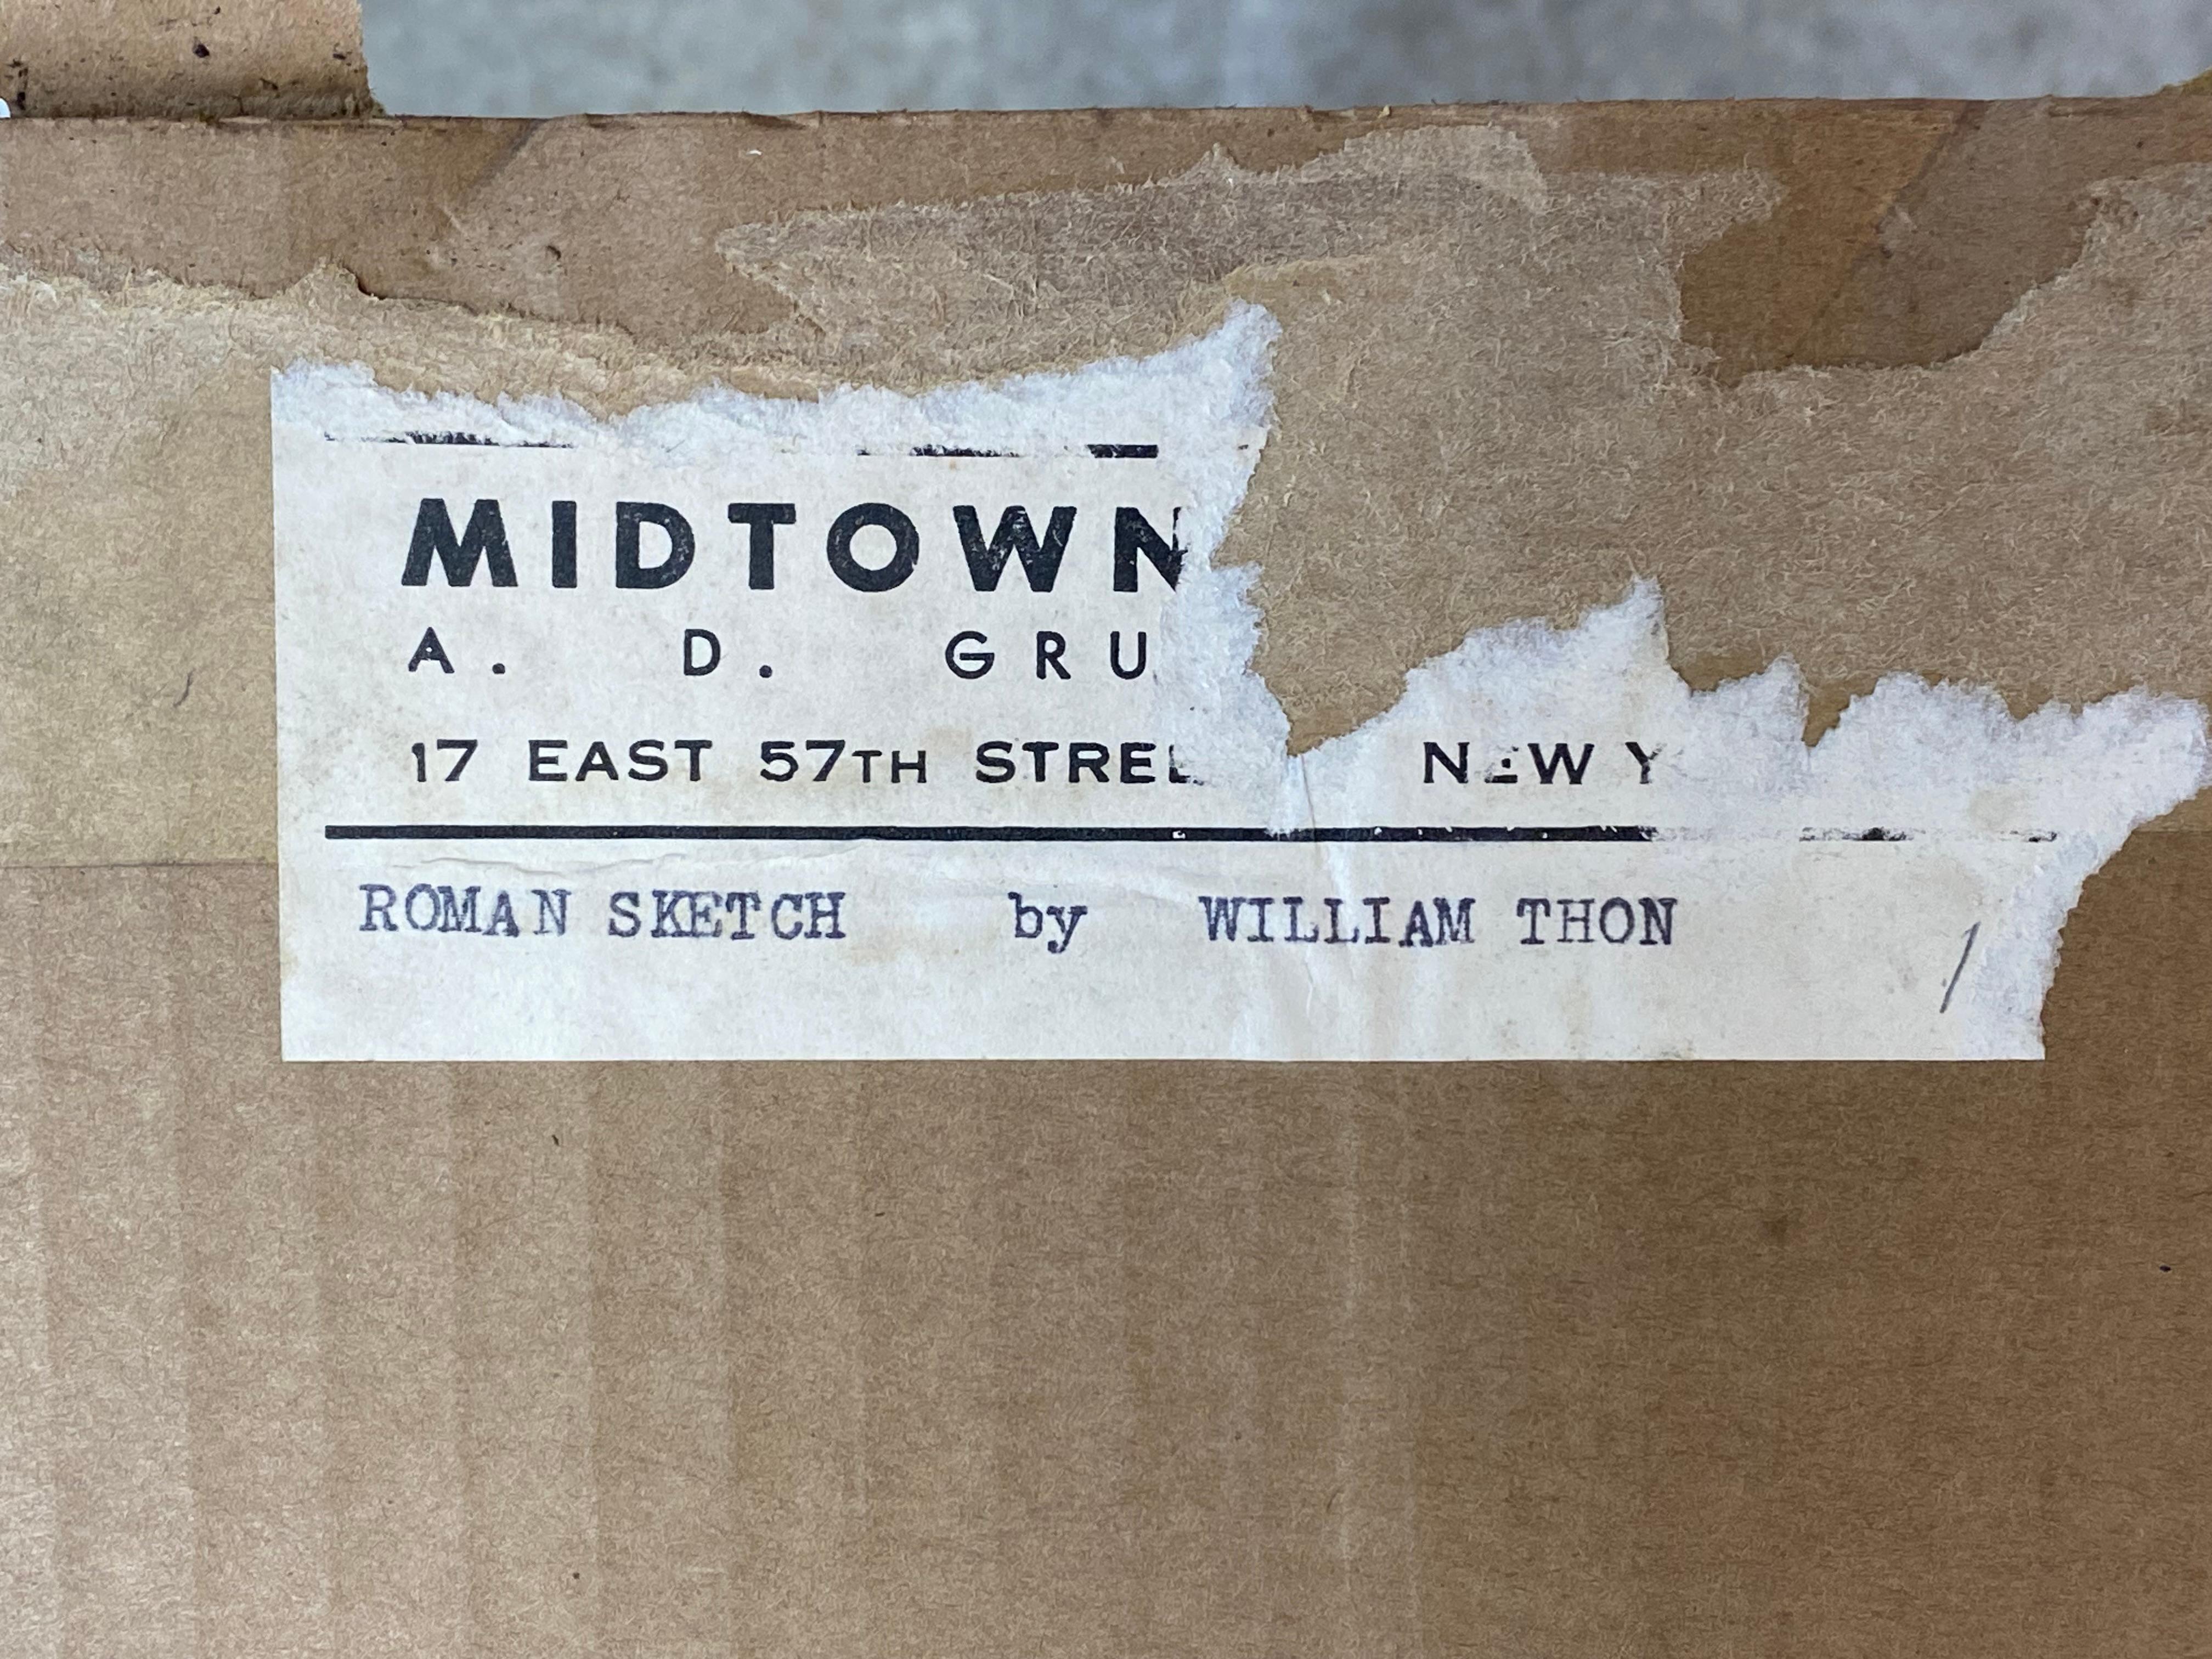 MIDTOWN
A. D. GRU
17 EAST 57TH STREE NEW Y
ROMAN SKETCH by WILLIAM THON
/